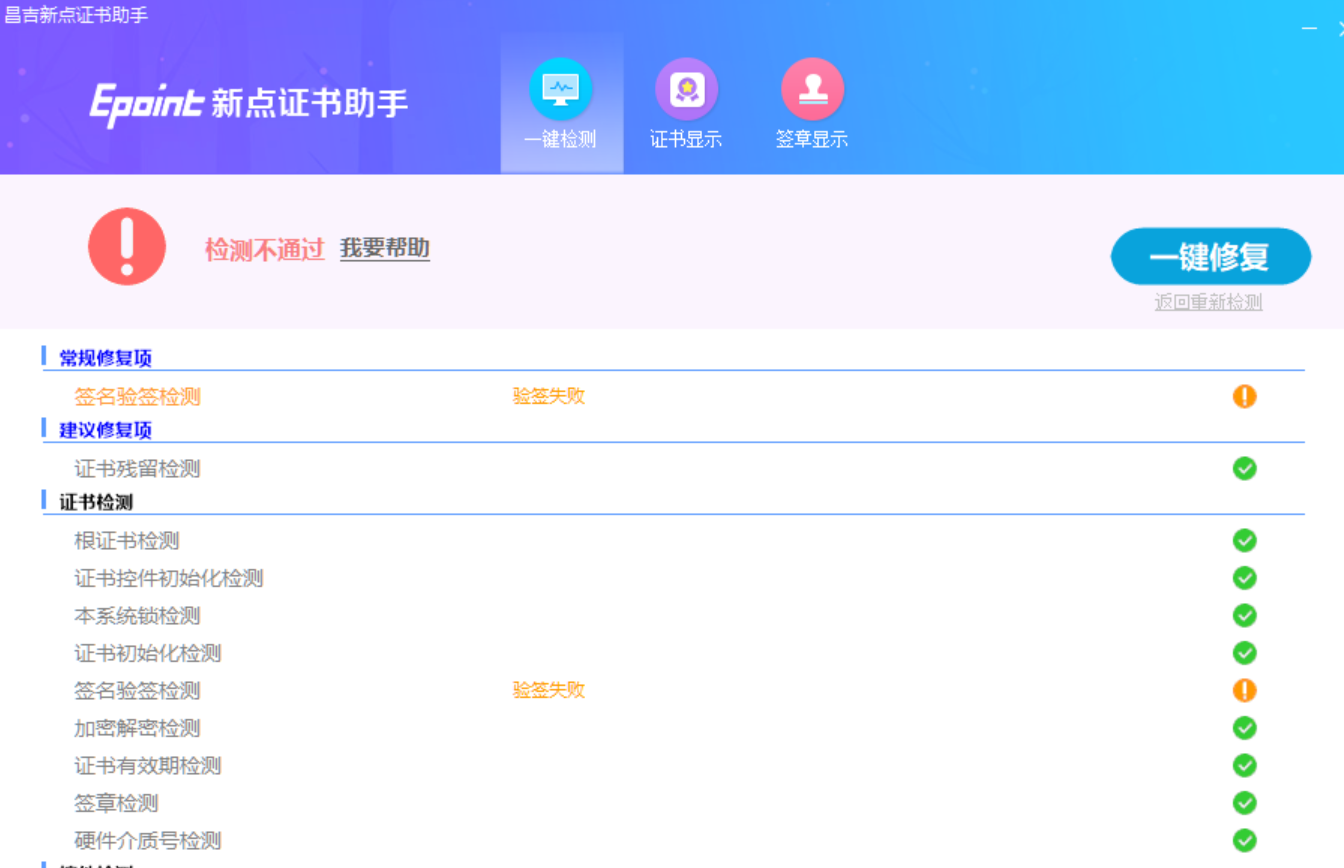 昌吉新点证书助手
Epoint 新点证书助手
一键检测
证书显示
签章显示
检测不通过 我要帮助
一键修复
返回重新检测
常规修复项
签名验签检测 验签失败
建议修复项
证书残留检测
证书检测
根证书检测
证书控件初始化检测
本系统锁检测
证书初始化检测
签名验签检测 验签失败
加密解密检测
证书有效期检测
签章检测
硬件介质号检测